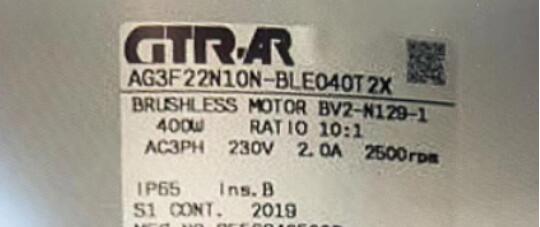 GTR-AR
AG3F22N10N-BLE040T2X
BRUSHLESS MOTOR BV2-N129-1
400W RATIO 10:1
AC3PH 230V 2.0A 2500rpm
IP65 Ins.B
S1 CONT. 2019